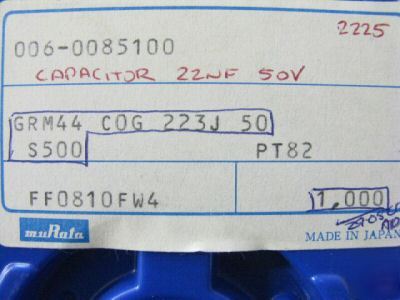 2225
006-0085100
CAPACITOR 22NF 50V
GRM44 COG 223J 50
S500 PT82
FF0810FW4 1,000
muRata MADE IN JAPAN